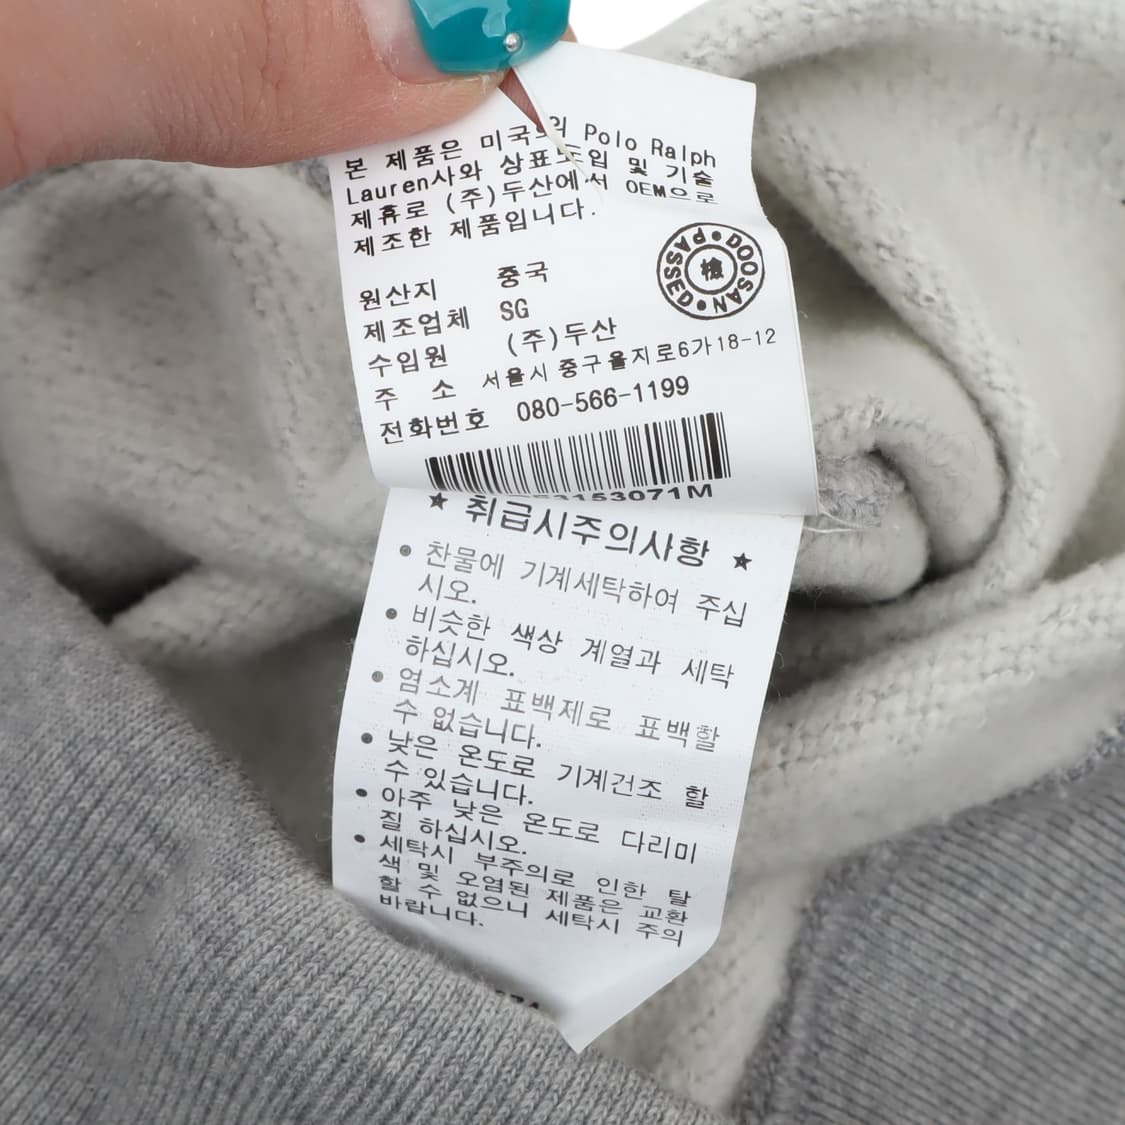 본 제품은 미국의 Polo Ralph
Lauren사와 상표도입 및 기술
제휴로 (주)두산에서 OEM으로
제조한 제품입니다.
DOOSAN PASSED
檢
원산지 중국
제조업체 SG
수입원 (주)두산
주 소 서울시 중구 을지로6가 18-12
전화번호 080-566-1199
53153071M
★ 취급시주의사항 ★
● 찬물에 기계세탁하여 주십
시오.
● 비슷한 색상 계열과 세탁
하십시오.
● 염소계 표백제로 표백할
수 없습니다.
● 낮은 온도로 기계건조 할
수 있습니다.
● 아주 낮은 온도로 다리미
질 하십시오.
● 세탁시 부주의로 인한 탈
색 및 오염된 제품은 교환
할 수 없으니 세탁시 주의
바랍니다.